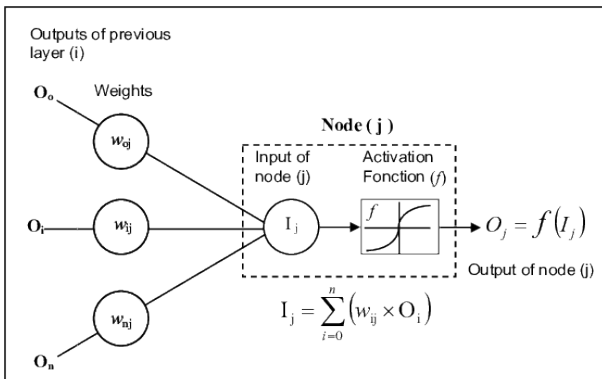 Outputs of previous
layer (i)
Oₒ
Weights
wₒⱼ
Node (j)
Input of
node (j)
Activation
Fonction (f)
Oᵢ
wᵢⱼ
Iⱼ
f
Oⱼ = f(Iⱼ)
Output of node (j)
wₙⱼ
Iⱼ = ∑ⁿᵢ₌₀ (wᵢⱼ × Oᵢ)
Oₙ